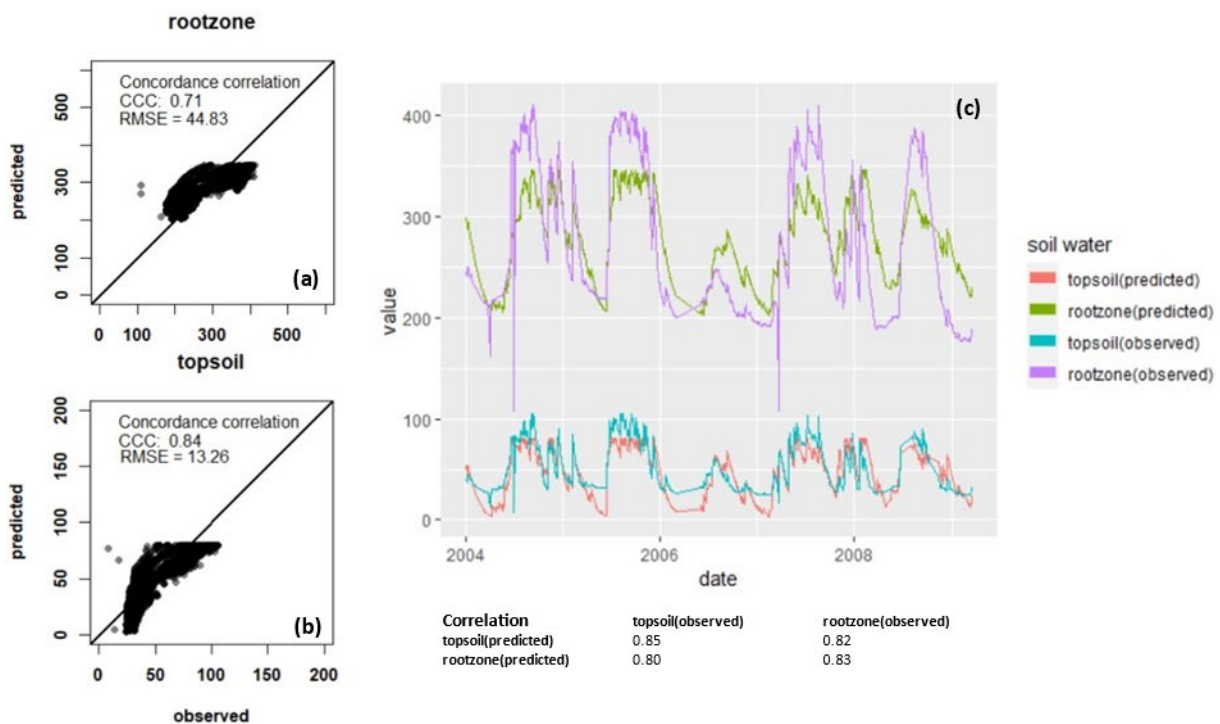 rootzone
Concordance correlation
CCC: 0.71
RMSE = 44.83
predicted
500
300
100
0
(a)
0 100 300 500
topsoil
Concordance correlation
CCC: 0.84
RMSE = 13.26
predicted
200
150
100
50
0
(b)
0 50 100 150 200
observed
(c)
value
400
300
200
100
0
2004 2006 2008
date
soil water
topsoil(predicted)
rootzone(predicted)
topsoil(observed)
rootzone(observed)
Correlation topsoil(observed) rootzone(observed)
topsoil(predicted) 0.85 0.82
rootzone(predicted) 0.80 0.83